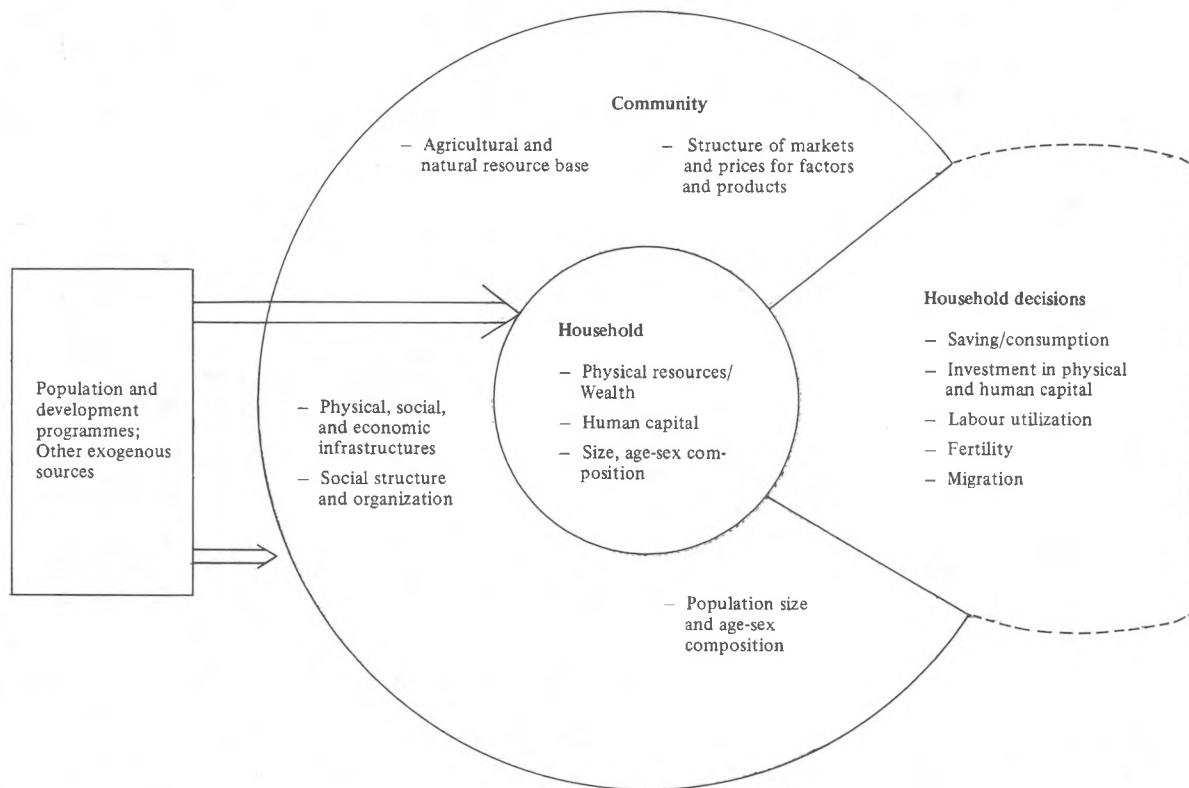 Community
– Agricultural and
natural resource base
– Structure of markets
and prices for factors
and products
Population and
development
programmes;
Other exogenous
sources
– Physical, social,
and economic
infrastructures
– Social structure
and organization
Household
– Physical resources/
Wealth
– Human capital
– Size, age-sex com-
position
Household decisions
– Saving/consumption
– Investment in physical
and human capital
– Labour utilization
– Fertility
– Migration
– Population size
and age-sex
composition